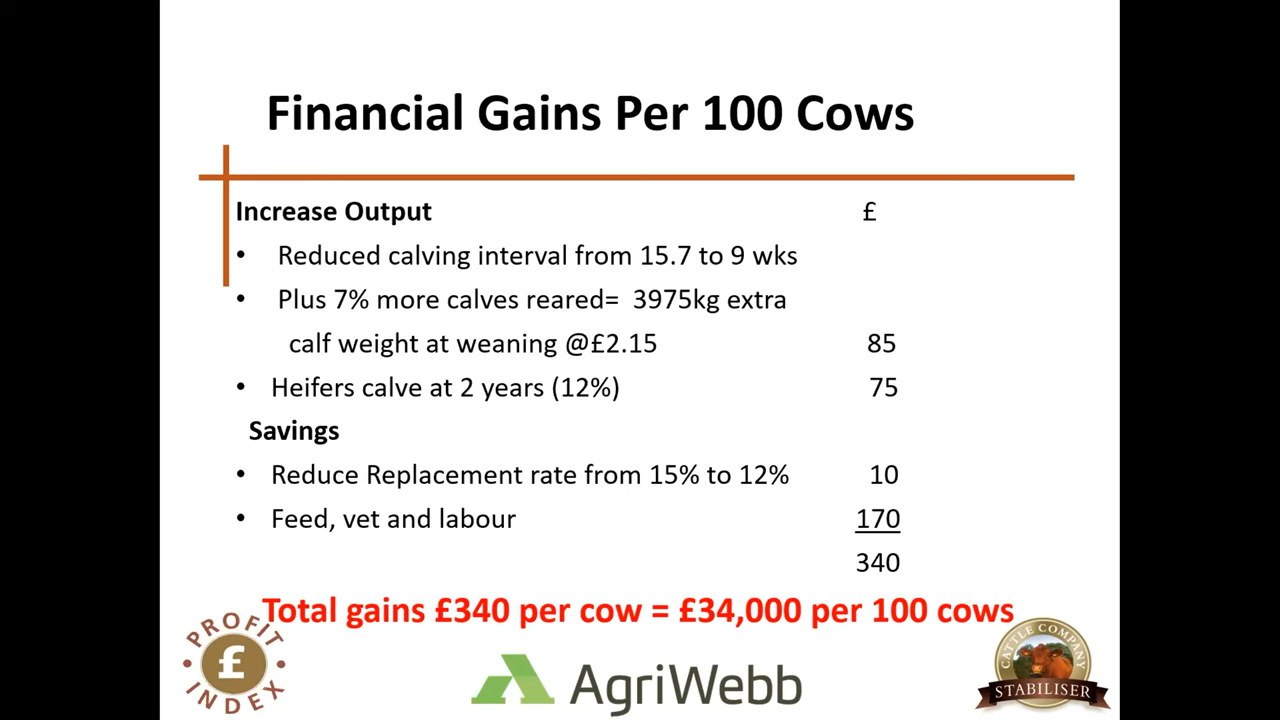 Financial Gains Per 100 Cows
Increase Output £
• Reduced calving interval from 15.7 to 9 wks
• Plus 7% more calves reared= 3975kg extra
calf weight at weaning @£2.15 85
• Heifers calve at 2 years (12%) 75
Savings
• Reduce Replacement rate from 15% to 12% 10
• Feed, vet and labour 170
340
Total gains £340 per cow = £34,000 per 100 cows
PROFIT
£
INDEX
AgriWebb
CATTLE COMPANY
STABILISER